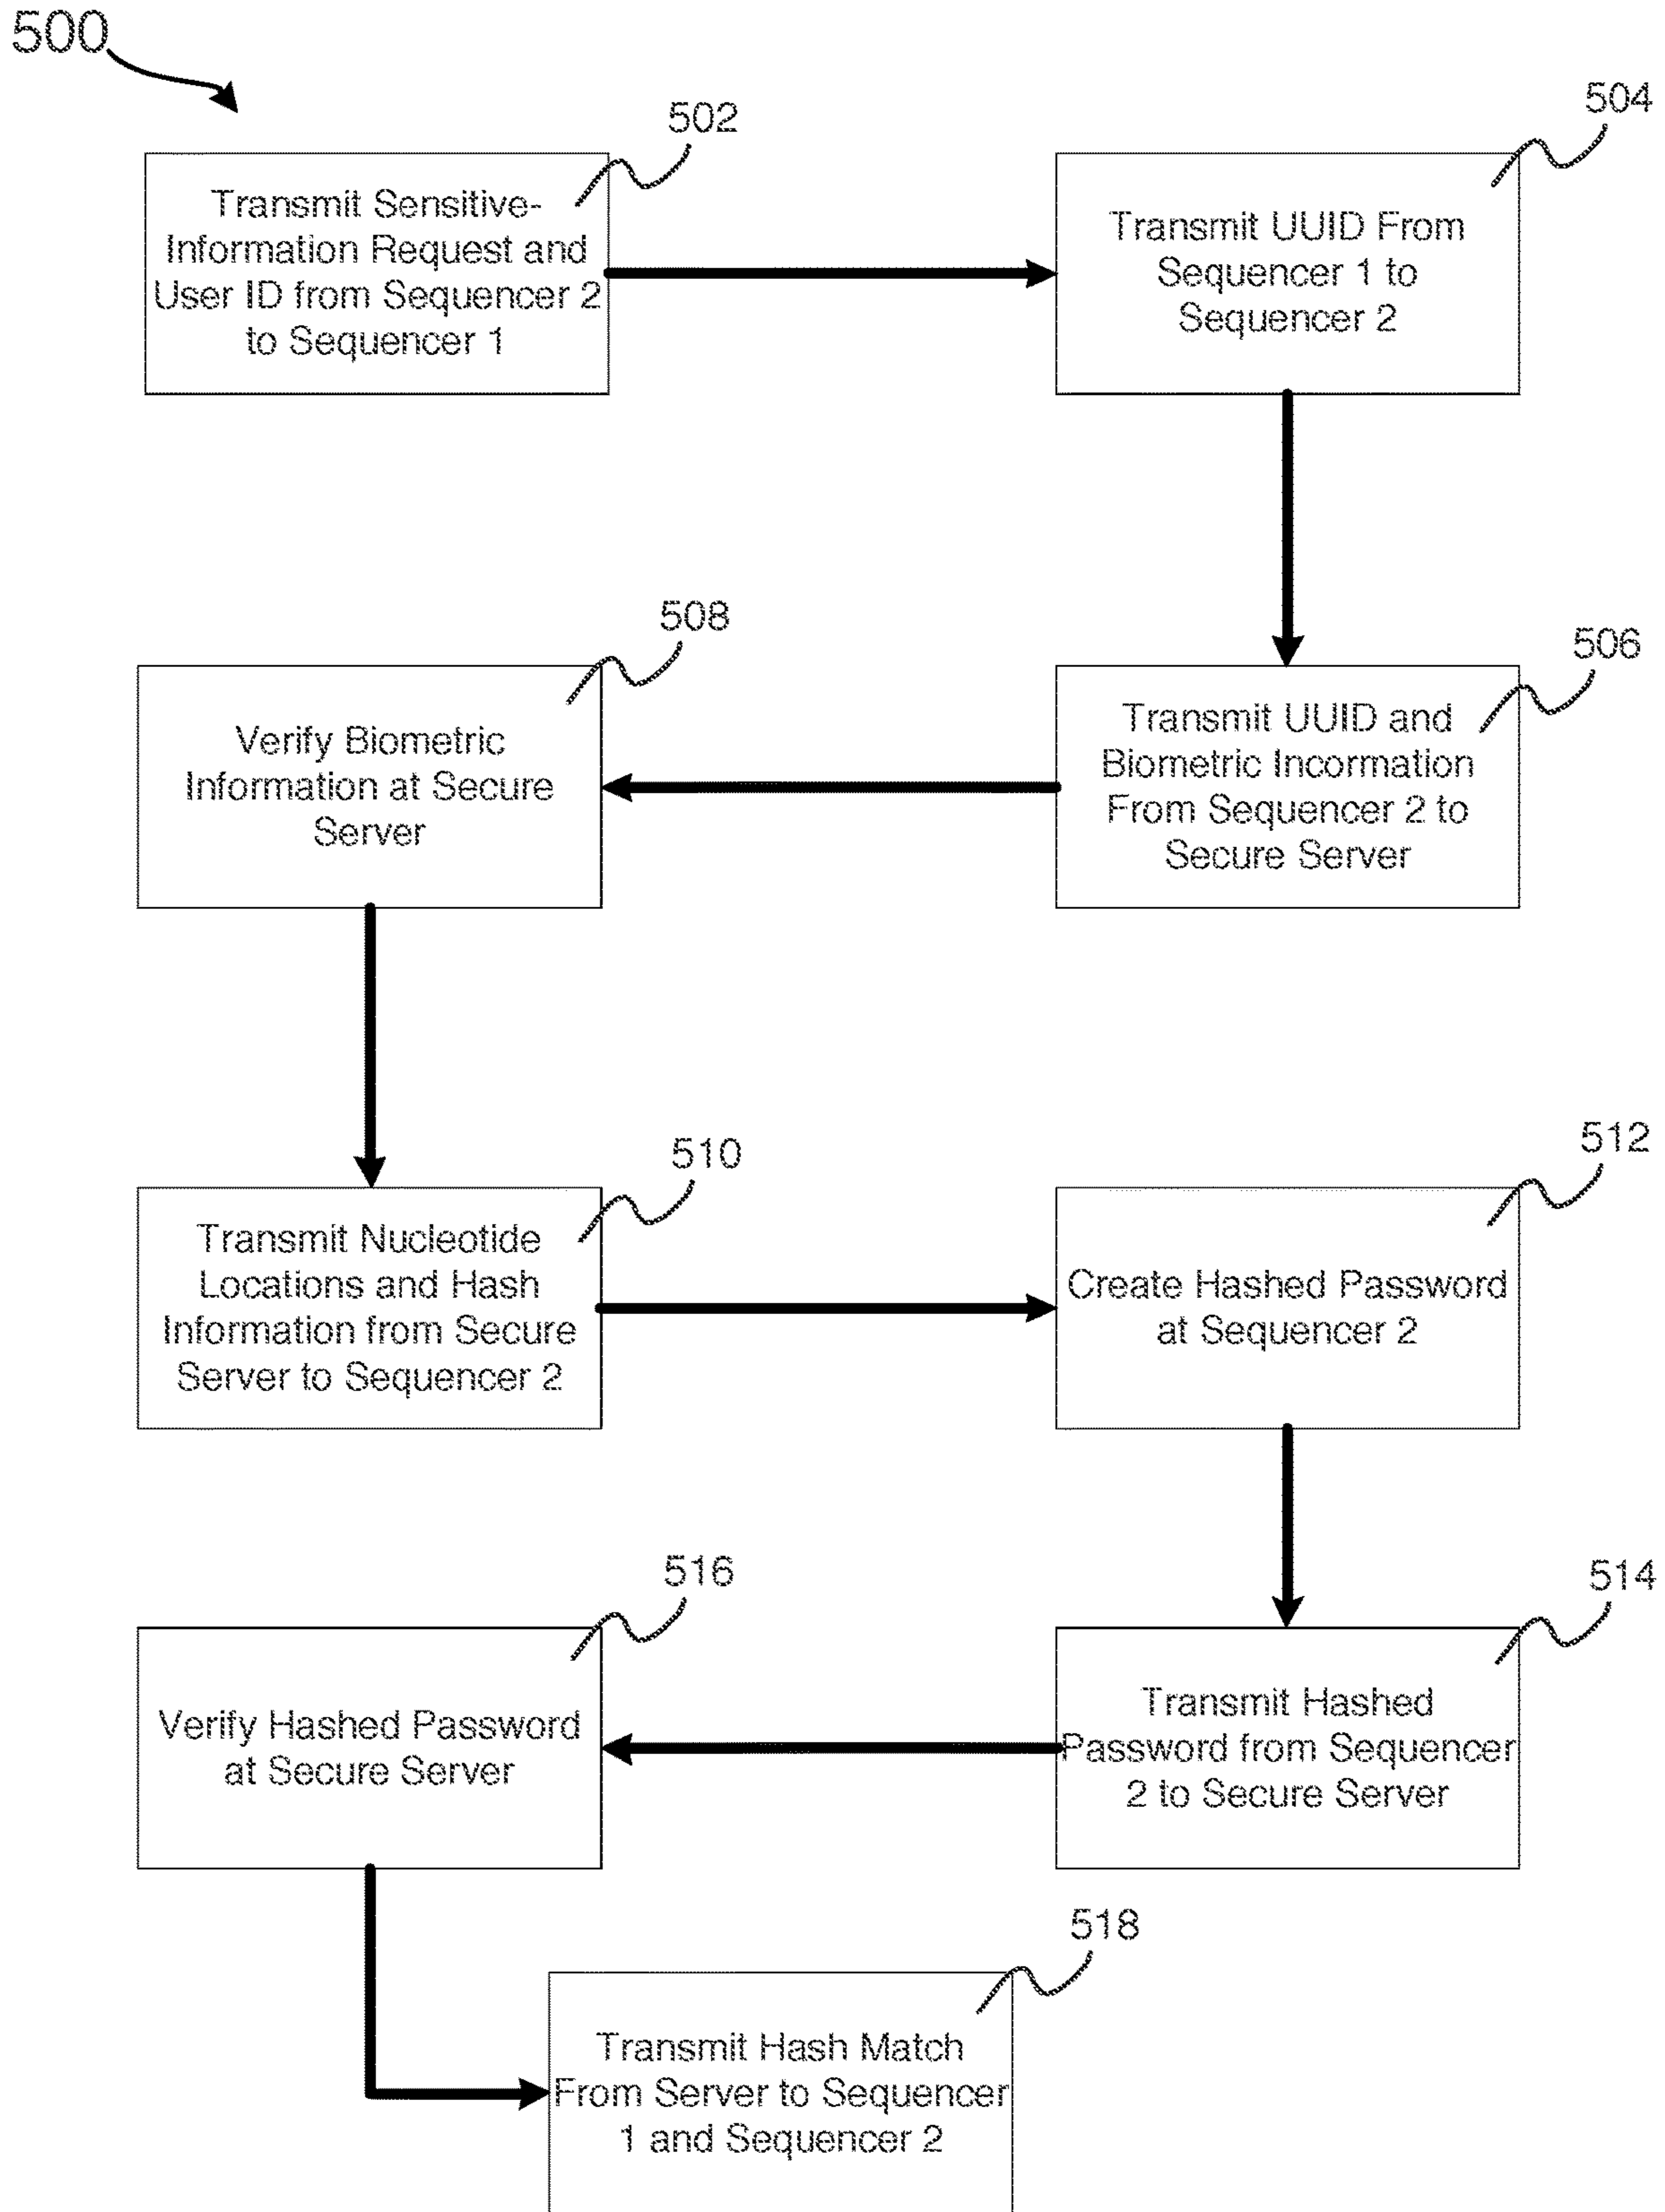 500
502
Transmit Sensitive-
Information Request and
User ID from Sequencer 2
to Sequencer 1
504
Transmit UUID From
Sequencer 1 to
Sequencer 2
506
Transmit UUID and
Biometric Incormation
From Sequencer 2 to
Secure Server
508
Verify Biometric
Information at Secure
Server
510
Transmit Nucleotide
Locations and Hash
Information from Secure
Server to Sequencer 2
512
Create Hashed Password
at Sequencer 2
514
Transmit Hashed
Password from Sequencer
2 to Secure Server
516
Verify Hashed Password
at Secure Server
518
Transmit Hash Match
From Server to Sequencer
1 and Sequencer 2